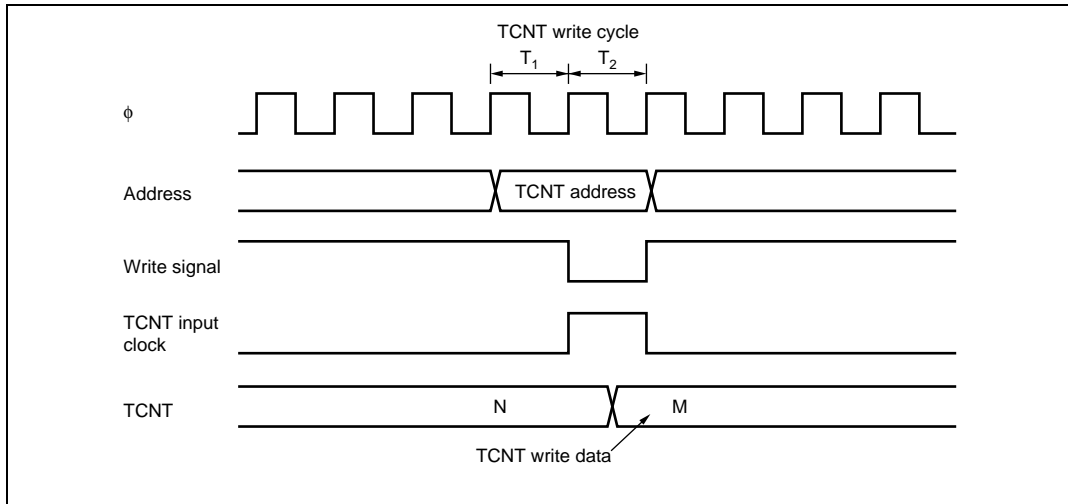 TCNT write cycle
T1 T2
ϕ
Address
TCNT address
Write signal
TCNT input
clock
TCNT
N
M
TCNT write data